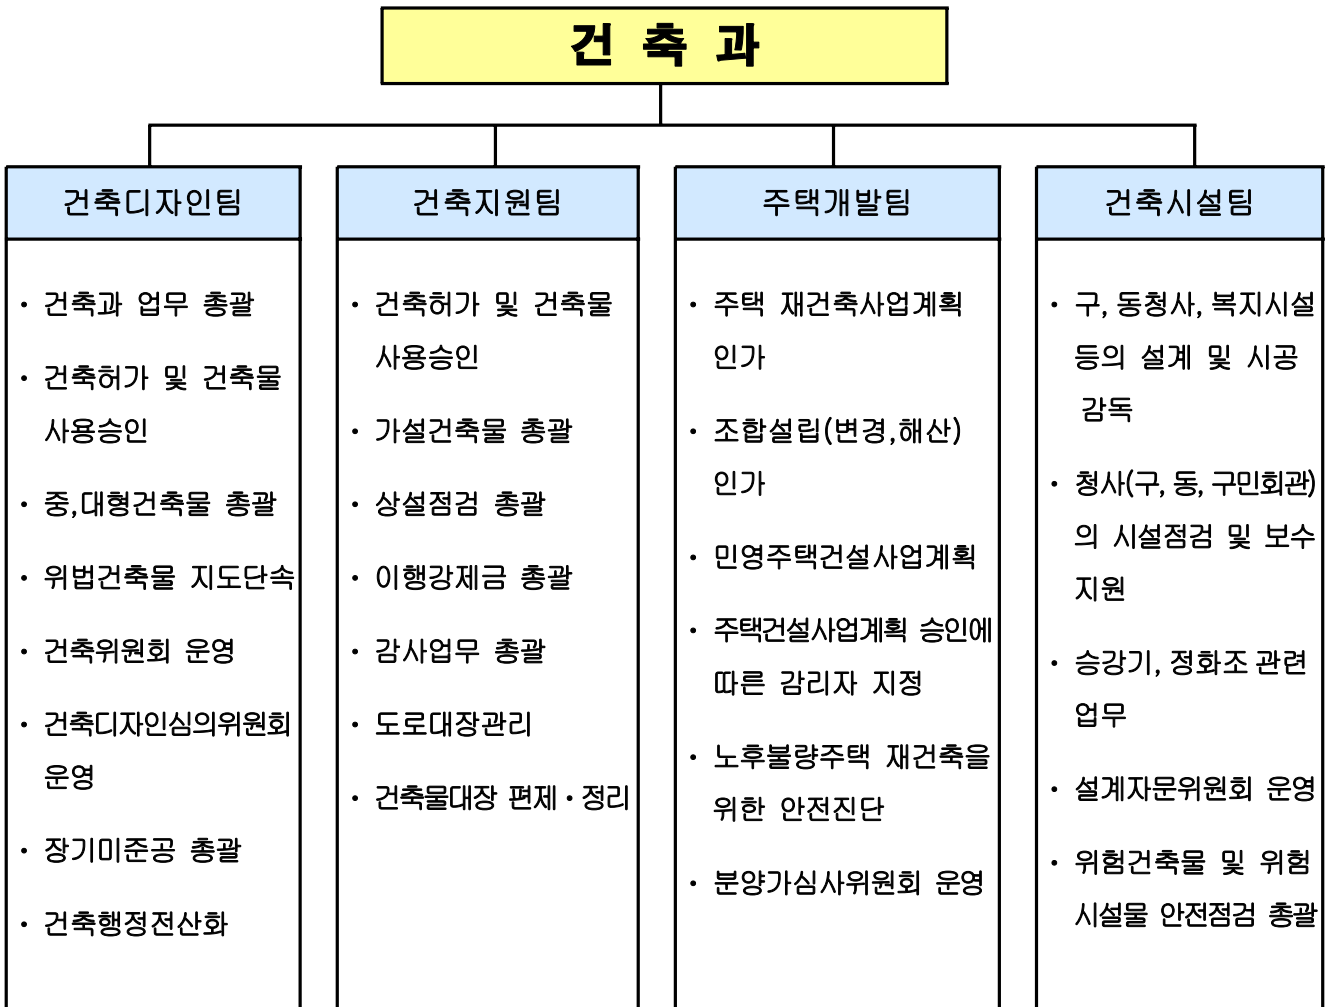 건 축 과
건축디자인팀
· 건축과 업무 총괄
· 건축허가 및 건축물
사용승인
· 중,대형건축물 총괄
· 위법건축물 지도단속
· 건축위원회 운영
· 건축디자인심의위원회
운영
· 장기미준공 총괄
· 건축행정전산화
건축지원팀
· 건축허가 및 건축물
사용승인
· 가설건축물 총괄
· 상설점검 총괄
· 이행강제금 총괄
· 감사업무 총괄
· 도로대장관리
· 건축물대장 편제·정리
주택개발팀
· 주택 재건축사업계획
인가
· 조합설립(변경,해산)
인가
· 민영주택건설사업계획
· 주택건설사업계획 승인에
따른 감리자 지정
· 노후불량주택 재건축을
위한 안전진단
· 분양가심사위원회 운영
건축시설팀
· 구, 동청사, 복지시설
등의 설계 및 시공
감독
· 청사(구, 동, 구민회관)
의 시설점검 및 보수
지원
· 승강기, 정화조 관련
업무
· 설계자문위원회 운영
· 위험건축물 및 위험
시설물 안전점검 총괄